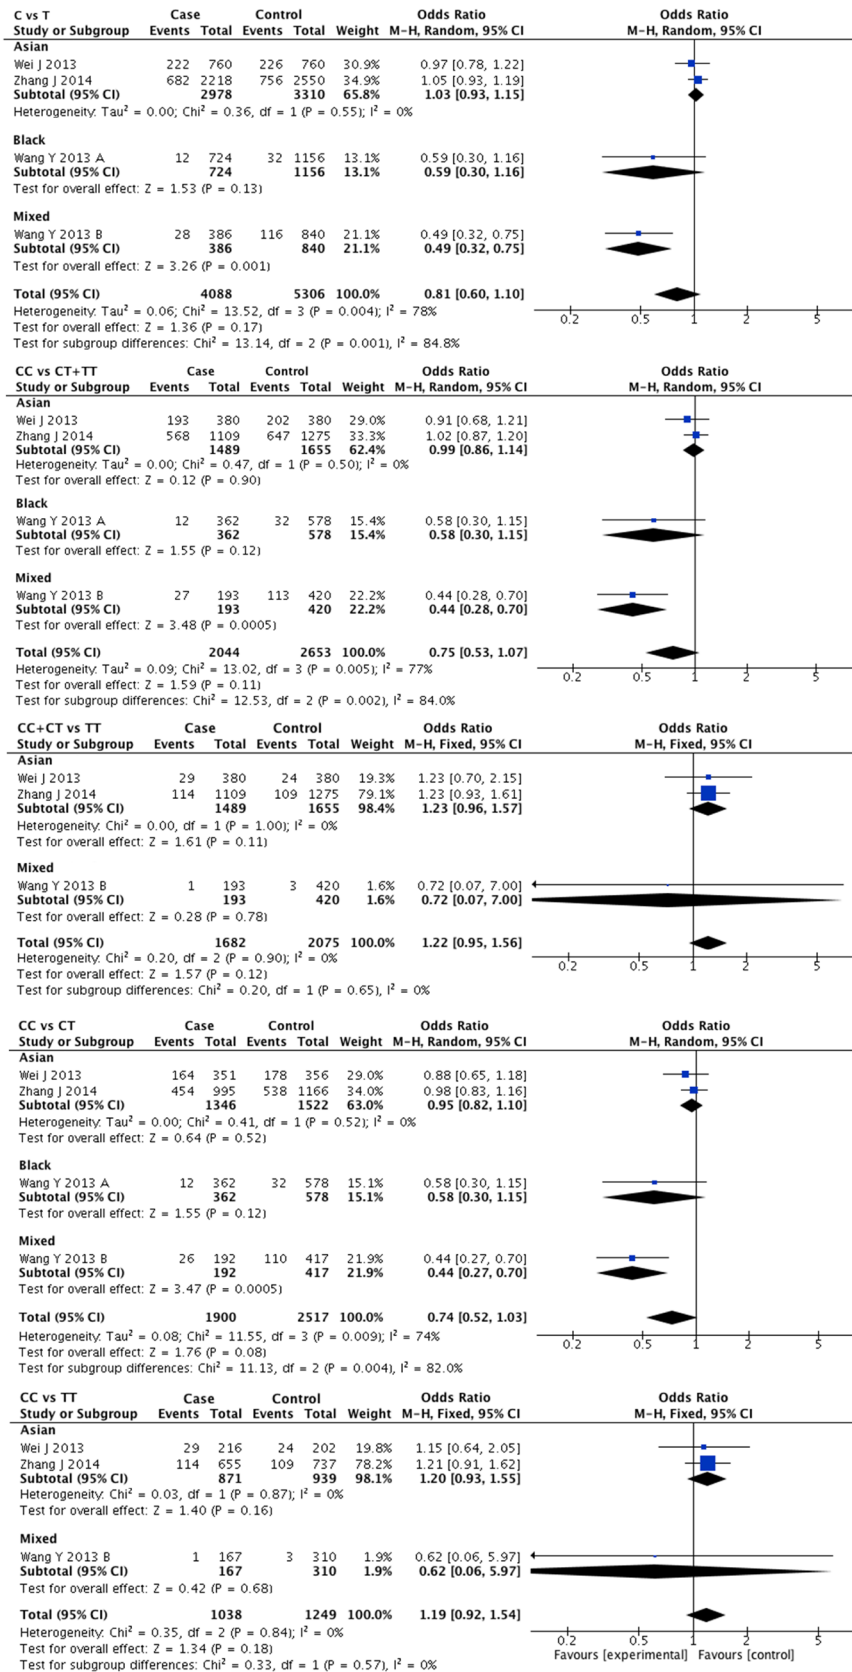 C vs T Case Control Odds Ratio Odds Ratio
Study or Subgroup Events Total Events Total Weight M-H, Random, 95% CI M-H, Random, 95% CI
Asian
Wei J 2013 222 760 226 760 30.9% 0.97 [0.78, 1.22]
Zhang J 2014 682 2218 756 2550 34.9% 1.05 [0.93, 1.19]
Subtotal (95% CI) 2978 3310 65.8% 1.03 [0.93, 1.15]
Heterogeneity: Tau² = 0.00; Chi² = 0.36, df = 1 (P = 0.55); I² = 0%
Black
Wang Y 2013 A 12 724 32 1156 13.1% 0.59 [0.30, 1.16]
Subtotal (95% CI) 724 1156 13.1% 0.59 [0.30, 1.16]
Test for overall effect: Z = 1.53 (P = 0.13)
Mixed
Wang Y 2013 B 28 386 116 840 21.1% 0.49 [0.32, 0.75]
Subtotal (95% CI) 386 840 21.1% 0.49 [0.32, 0.75]
Test for overall effect: Z = 3.26 (P = 0.001)
Total (95% CI) 4088 5306 100.0% 0.81 [0.60, 1.10]
Heterogeneity: Tau² = 0.06; Chi² = 13.52, df = 3 (P = 0.004); I² = 78%
0.2 0.5 1 2 5
Test for overall effect: Z = 1.36 (P = 0.17)
Test for subgroup differences: Chi² = 13.14, df = 2 (P = 0.001), I² = 84.8%
CC vs CT+TT Case Control Odds Ratio Odds Ratio
Study or Subgroup Events Total Events Total Weight M-H, Random, 95% CI M-H, Random, 95% CI
Asian
Wei J 2013 193 380 202 380 29.0% 0.91 [0.68, 1.21]
Zhang J 2014 568 1109 647 1275 33.3% 1.02 [0.87, 1.20]
Subtotal (95% CI) 1489 1655 62.4% 0.99 [0.86, 1.14]
Heterogeneity: Tau² = 0.00; Chi² = 0.47, df = 1 (P = 0.50); I² = 0%
Test for overall effect: Z = 0.12 (P = 0.90)
Black
Wang Y 2013 A 12 362 32 578 15.4% 0.58 [0.30, 1.15]
Subtotal (95% CI) 362 578 15.4% 0.58 [0.30, 1.15]
Test for overall effect: Z = 1.55 (P = 0.12)
Mixed
Wang Y 2013 B 27 193 113 420 22.2% 0.44 [0.28, 0.70]
Subtotal (95% CI) 193 420 22.2% 0.44 [0.28, 0.70]
Test for overall effect: Z = 3.48 (P = 0.0005)
Total (95% CI) 2044 2653 100.0% 0.75 [0.53, 1.07]
Heterogeneity: Tau² = 0.09; Chi² = 13.02, df = 3 (P = 0.005); I² = 77%
0.2 0.5 1 2 5
Test for overall effect: Z = 1.59 (P = 0.11)
Test for subgroup differences: Chi² = 12.53, df = 2 (P = 0.002), I² = 84.0%
CC+CT vs TT Case Control Odds Ratio Odds Ratio
Study or Subgroup Events Total Events Total Weight M-H, Fixed, 95% CI M-H, Fixed, 95% CI
Asian
Wei J 2013 29 380 24 380 19.3% 1.23 [0.70, 2.15]
Zhang J 2014 114 1109 109 1275 79.1% 1.23 [0.93, 1.61]
Subtotal (95% CI) 1489 1655 98.4% 1.23 [0.96, 1.57]
Heterogeneity: Chi² = 0.00, df = 1 (P = 1.00); I² = 0%
Test for overall effect: Z = 1.61 (P = 0.11)
Mixed
Wang Y 2013 B 1 193 3 420 1.6% 0.72 [0.07, 7.00]
Subtotal (95% CI) 193 420 1.6% 0.72 [0.07, 7.00]
Test for overall effect: Z = 0.28 (P = 0.78)
Total (95% CI) 1682 2075 100.0% 1.22 [0.95, 1.56]
Heterogeneity: Chi² = 0.20, df = 2 (P = 0.90); I² = 0%
0.2 0.5 1 2 5
Test for overall effect: Z = 1.57 (P = 0.12)
Test for subgroup differences: Chi² = 0.20, df = 1 (P = 0.65), I² = 0%
CC vs CT Case Control Odds Ratio Odds Ratio
Study or Subgroup Events Total Events Total Weight M-H, Random, 95% CI M-H, Random, 95% CI
Asian
Wei J 2013 164 351 178 356 29.0% 0.88 [0.65, 1.18]
Zhang J 2014 454 995 538 1166 34.0% 0.98 [0.83, 1.16]
Subtotal (95% CI) 1346 1522 63.0% 0.95 [0.82, 1.10]
Heterogeneity: Tau² = 0.00; Chi² = 0.41, df = 1 (P = 0.52); I² = 0%
Test for overall effect: Z = 0.64 (P = 0.52)
Black
Wang Y 2013 A 12 362 32 578 15.1% 0.58 [0.30, 1.15]
Subtotal (95% CI) 362 578 15.1% 0.58 [0.30, 1.15]
Test for overall effect: Z = 1.55 (P = 0.12)
Mixed
Wang Y 2013 B 26 192 110 417 21.9% 0.44 [0.27, 0.70]
Subtotal (95% CI) 192 417 21.9% 0.44 [0.27, 0.70]
Test for overall effect: Z = 3.47 (P = 0.0005)
Total (95% CI) 1900 2517 100.0% 0.74 [0.52, 1.03]
Heterogeneity: Tau² = 0.08; Chi² = 11.55, df = 3 (P = 0.009); I² = 74%
0.2 0.5 1 2 5
Test for overall effect: Z = 1.76 (P = 0.08)
Test for subgroup differences: Chi² = 11.13, df = 2 (P = 0.004), I² = 82.0%
CC vs TT Case Control Odds Ratio Odds Ratio
Study or Subgroup Events Total Events Total Weight M-H, Fixed, 95% CI M-H, Fixed, 95% CI
Asian
Wei J 2013 29 216 24 202 19.8% 1.15 [0.64, 2.05]
Zhang J 2014 114 655 109 737 78.2% 1.21 [0.91, 1.62]
Subtotal (95% CI) 871 939 98.1% 1.20 [0.93, 1.55]
Heterogeneity: Chi² = 0.03, df = 1 (P = 0.87); I² = 0%
Test for overall effect: Z = 1.40 (P = 0.16)
Mixed
Wang Y 2013 B 1 167 3 310 1.9% 0.62 [0.06, 5.97]
Subtotal (95% CI) 167 310 1.9% 0.62 [0.06, 5.97]
Test for overall effect: Z = 0.42 (P = 0.68)
Total (95% CI) 1038 1249 100.0% 1.19 [0.92, 1.54]
Heterogeneity: Chi² = 0.35, df = 2 (P = 0.84); I² = 0%
0.2 0.5 1 2 5
Test for overall effect: Z = 1.34 (P = 0.18)
Favours [experimental] Favours [control]
Test for subgroup differences: Chi² = 0.33, df = 1 (P = 0.57), I² = 0%